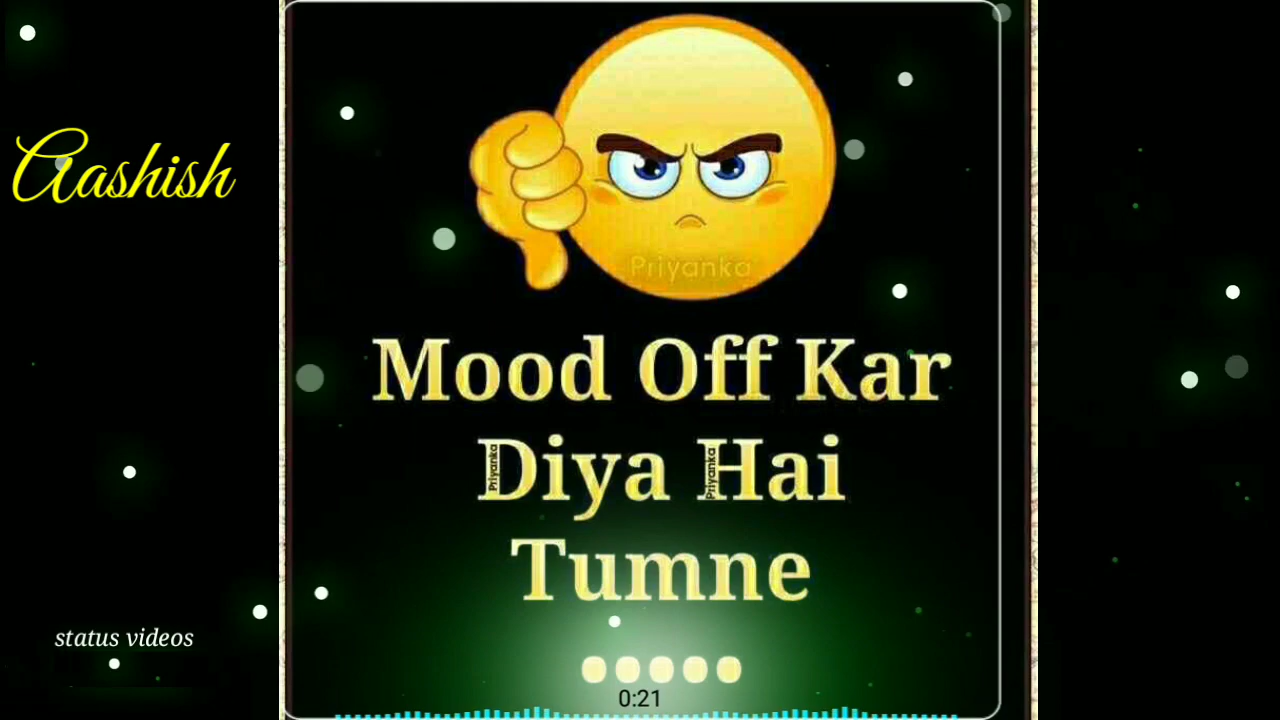 Aashish
Priyanka
Mood Off Kar
Priyanka
Diya Hai
Priyanka
Tumne
.....
status videos
0:21